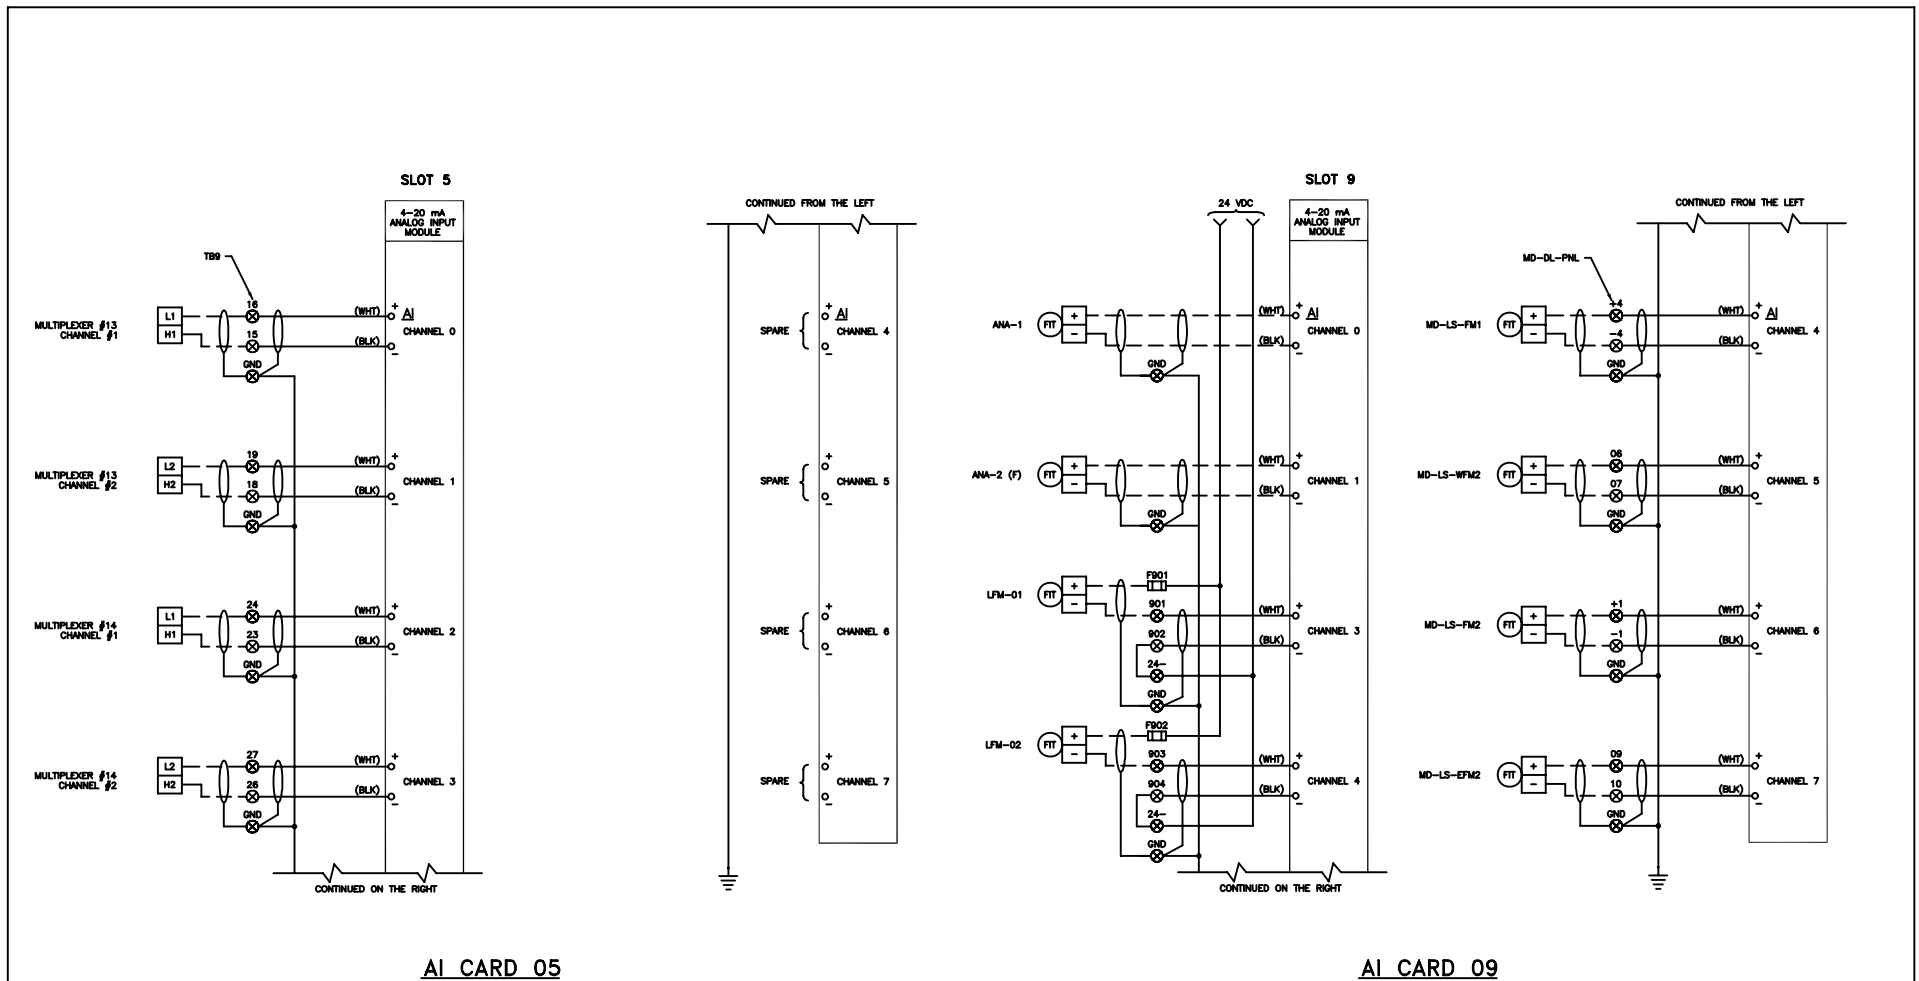 SLOT 5
4-20 mA
ANALOG INPUT
MODULE
TB9
MULTIPLEXER #13
CHANNEL #1
L1
H1
16
15
GND
(WHT)
(BLK)
+
AI
-
CHANNEL 0
MULTIPLEXER #13
CHANNEL #2
L2
H2
19
18
GND
(WHT)
(BLK)
+
-
CHANNEL 1
MULTIPLEXER #14
CHANNEL #1
L1
H1
24
23
GND
(WHT)
(BLK)
+
-
CHANNEL 2
MULTIPLEXER #14
CHANNEL #2
L2
H2
27
26
GND
(WHT)
(BLK)
+
-
CHANNEL 3
CONTINUED ON THE RIGHT
CONTINUED FROM THE LEFT
SPARE
+
AI
-
CHANNEL 4
SPARE
+
-
CHANNEL 5
SPARE
+
-
CHANNEL 6
SPARE
+
-
CHANNEL 7
AI CARD 05
SLOT 9
24 VDC
4-20 mA
ANALOG INPUT
MODULE
ANA-1
FIT
+
-
GND
(WHT)
(BLK)
+
AI
-
CHANNEL 0
ANA-2 (F)
FIT
+
-
GND
(WHT)
(BLK)
+
-
CHANNEL 1
LFM-01
FIT
+
-
F901
901
902
24-
GND
(WHT)
(BLK)
+
-
CHANNEL 3
LFM-02
FIT
+
-
F902
903
904
24-
GND
(WHT)
(BLK)
+
-
CHANNEL 4
CONTINUED ON THE RIGHT
CONTINUED FROM THE LEFT
MD-DL-PNL
MD-LS-FM1
FIT
+
-
+4
-4
GND
(WHT)
(BLK)
+
AI
-
CHANNEL 4
MD-LS-WFM2
FIT
+
-
06
07
GND
(WHT)
(BLK)
+
-
CHANNEL 5
MD-LS-FM2
FIT
+
-
+1
-1
GND
(WHT)
(BLK)
+
-
CHANNEL 6
MD-LS-EFM2
FIT
+
-
09
10
GND
(WHT)
(BLK)
+
-
CHANNEL 7
AI CARD 09